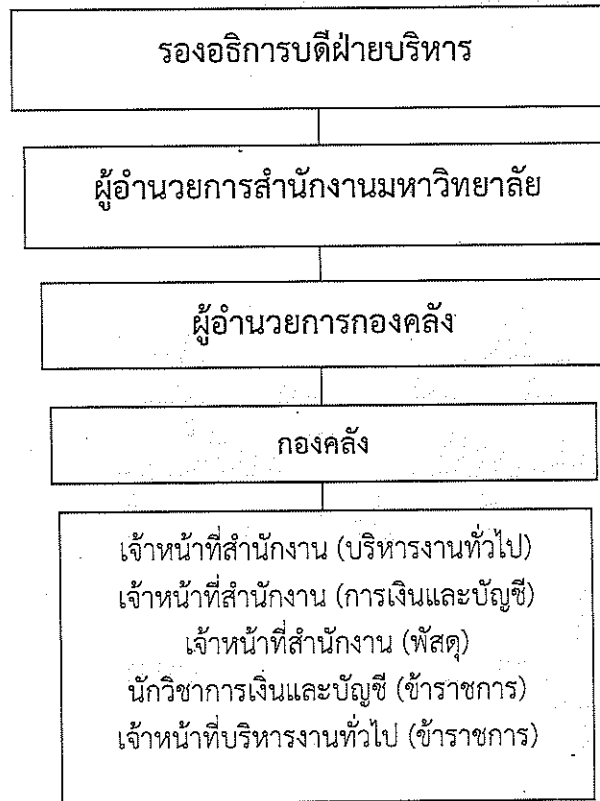 รองอธิการบดีฝ่ายบริหาร
ผู้อำนวยการสำนักงานมหาวิทยาลัย
ผู้อำนวยการกองคลัง
กองคลัง
เจ้าหน้าที่สำนักงาน (บริหารงานทั่วไป)
เจ้าหน้าที่สำนักงาน (การเงินและบัญชี)
เจ้าหน้าที่สำนักงาน (พัสดุ)
นักวิชาการเงินและบัญชี (ข้าราชการ)
เจ้าหน้าที่บริหารงานทั่วไป (ข้าราชการ)